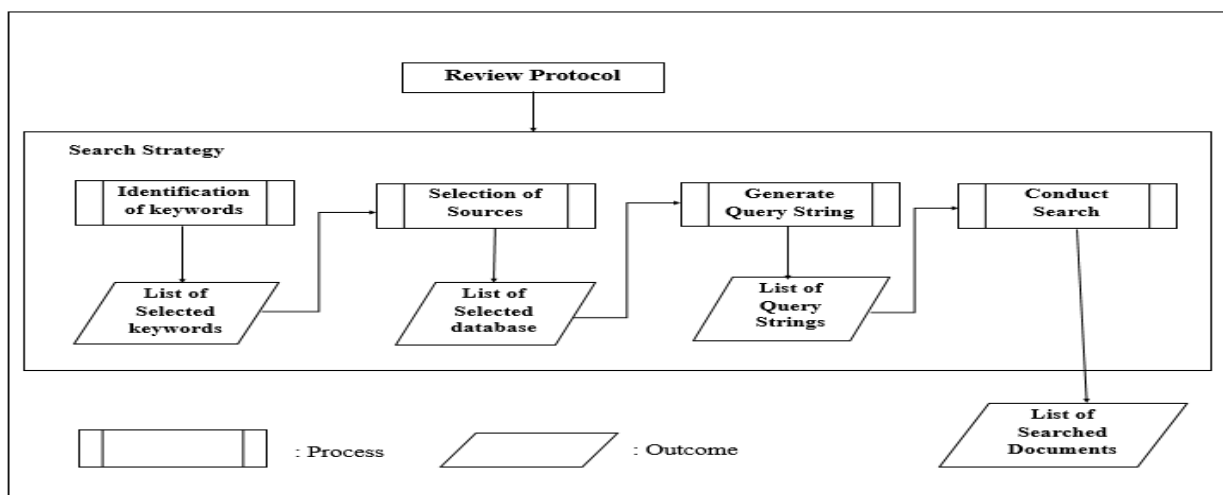 Review Protocol
Search Strategy
Identification
of keywords
Selection of
Sources
Generate
Query String
Conduct
Search
List of
Selected
keywords
List of
Selected
database
List of
Query
Strings
List of
Searched
Documents
: Process
: Outcome